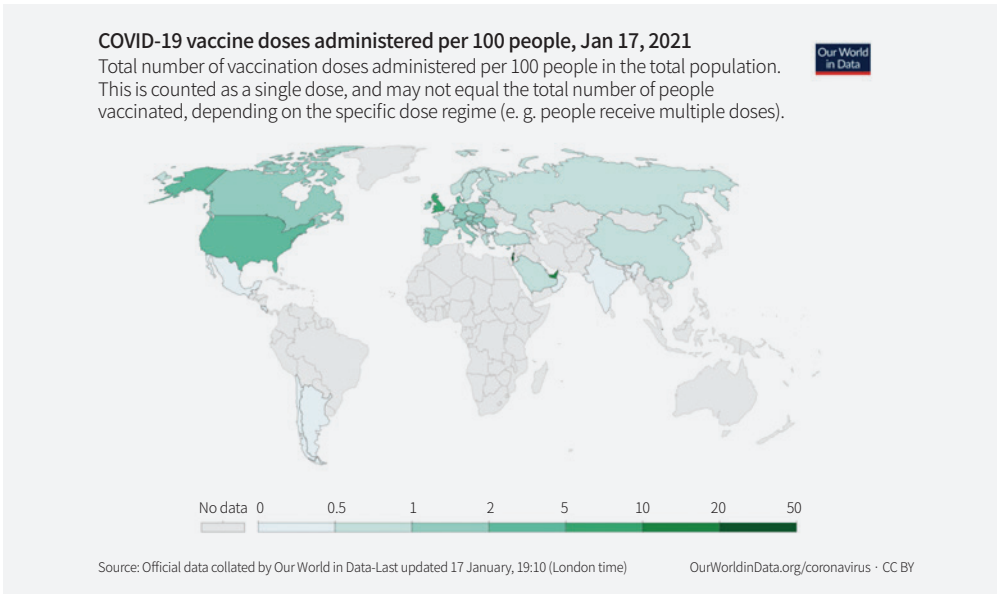 COVID-19 vaccine doses administered per 100 people, Jan 17, 2021
Our World
in Data
Total number of vaccination doses administered per 100 people in the total population.
This is counted as a single dose, and may not equal the total number of people
vaccinated, depending on the specific dose regime (e. g. people receive multiple doses).
No data 0 0.5 1 2 5 10 20 50
Source: Official data collated by Our World in Data-Last updated 17 January, 19:10 (London time)
OurWorldinData.org/coronavirus · CC BY